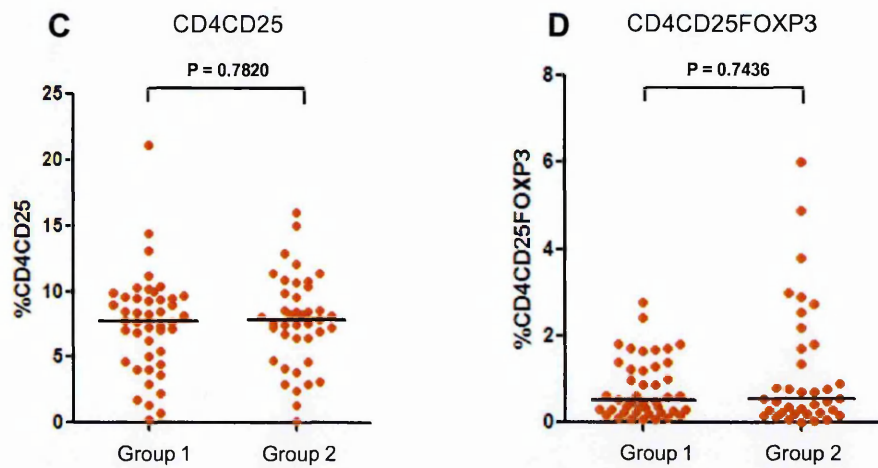 C
CD4CD25
P = 0.7820
25
20
15
10
5
0
%CD4CD25
Group 1
Group 2
D
CD4CD25FOXP3
P = 0.7436
8
6
4
2
0
%CD4CD25FOXP3
Group 1
Group 2